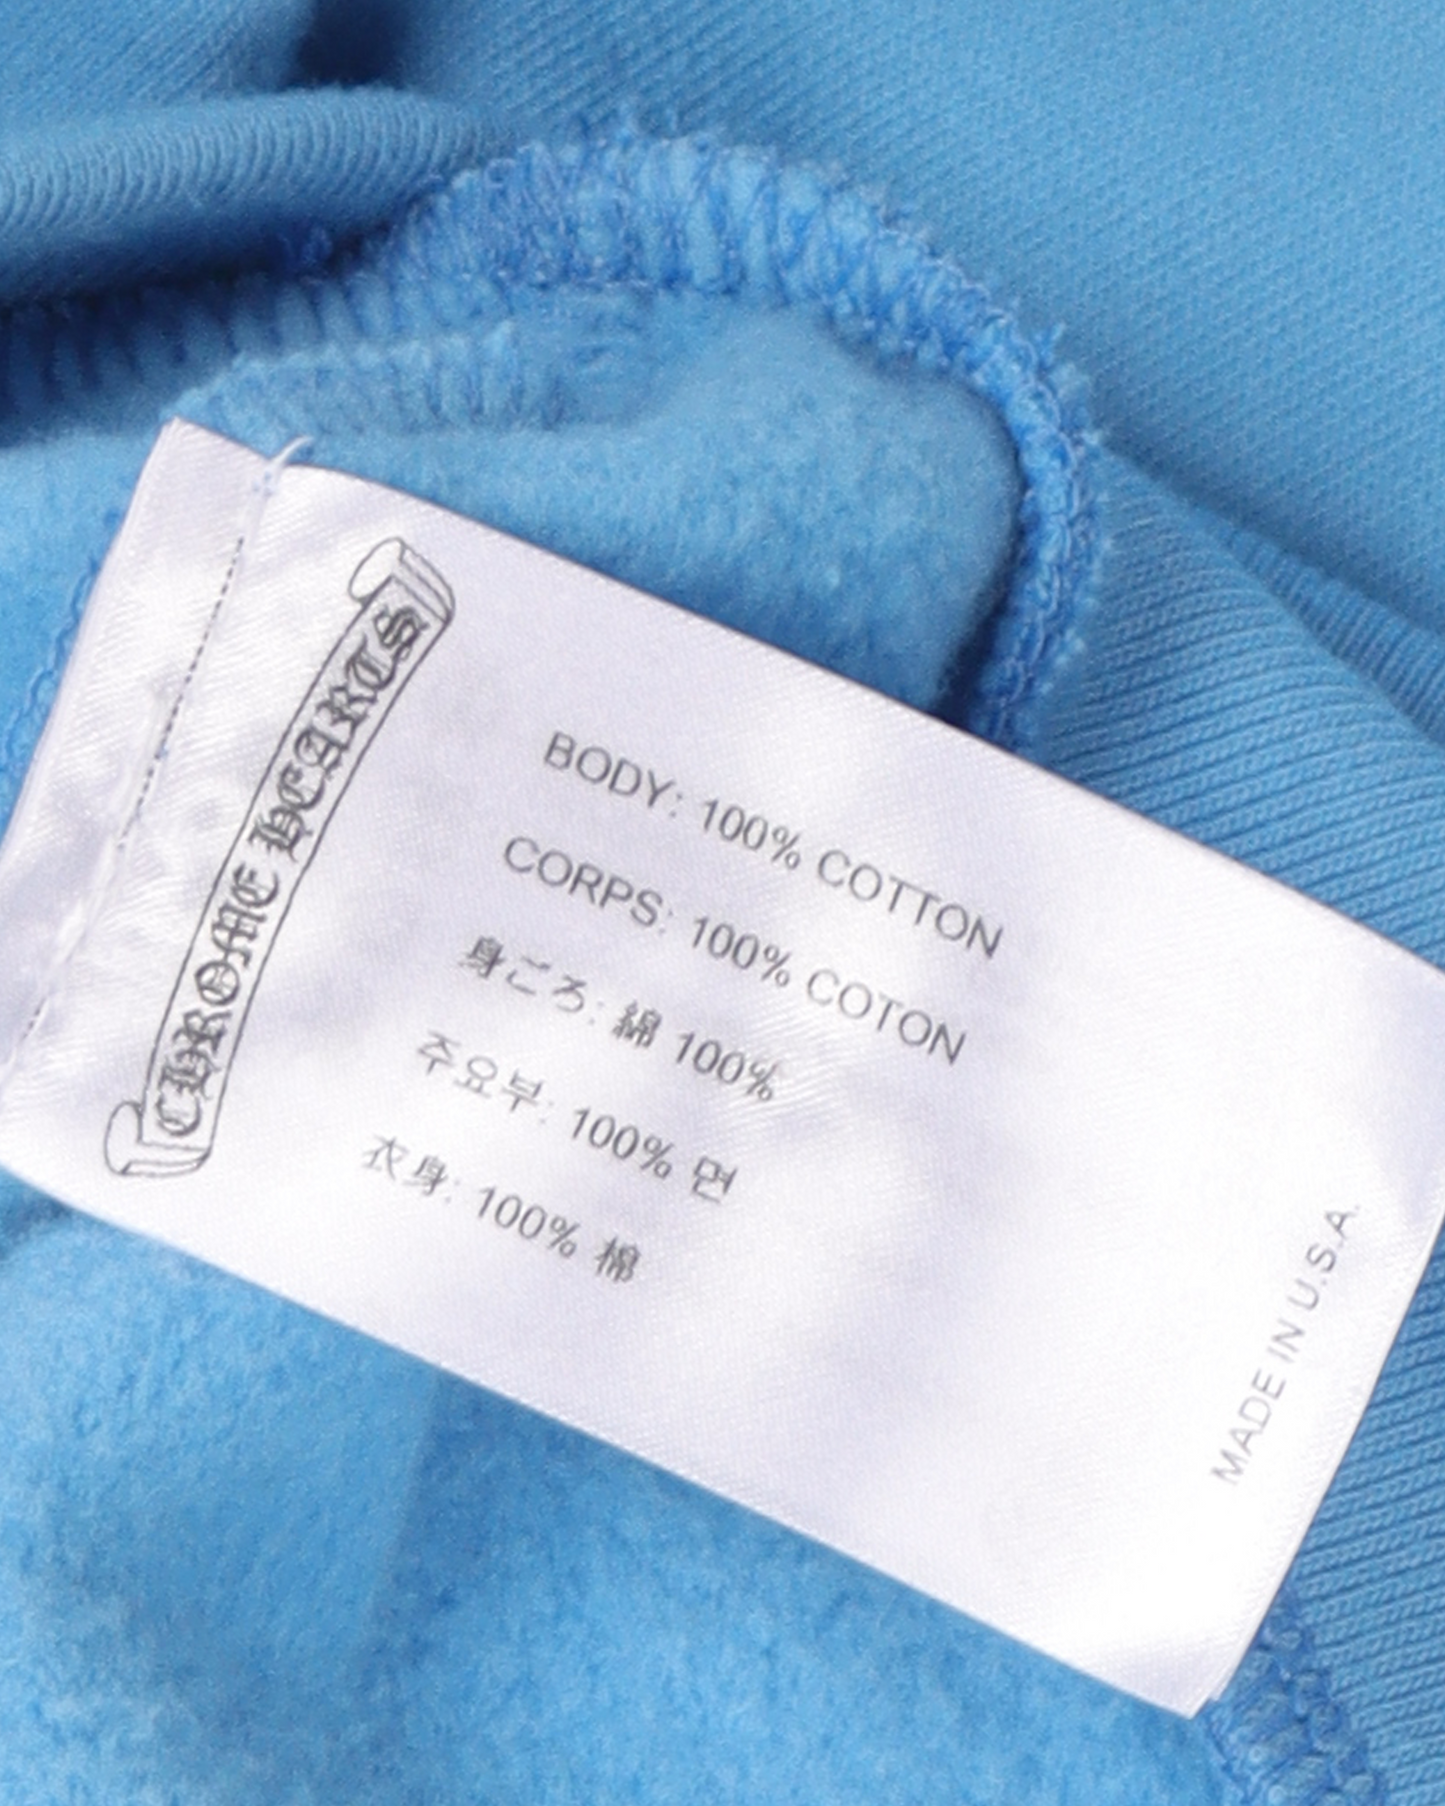 CHROME HEARTS
BODY: 100% COTTON
CORPS: 100% COTON
身ごろ: 綿 100%
주요부: 100% 면
衣身: 100% 棉
MADE IN U.S.A.